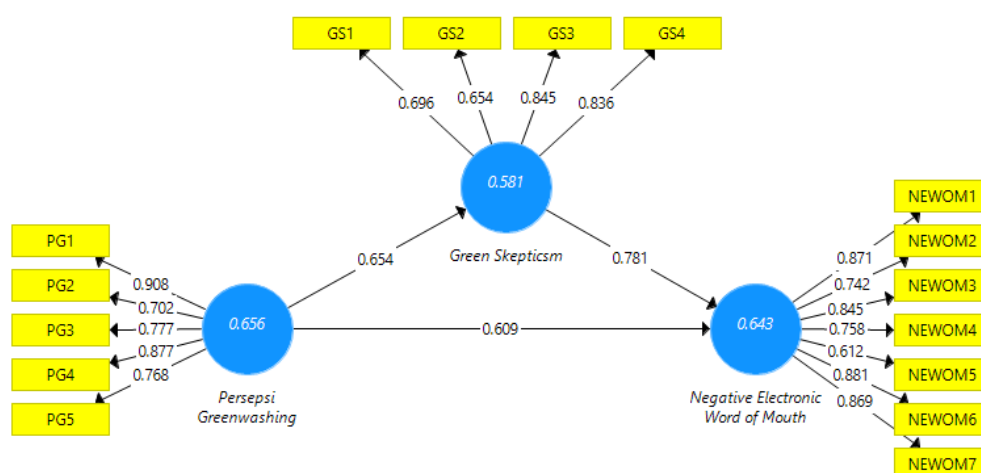 GS1
GS2
GS3
GS4
0.696
0.654
0.845
0.836
0.581
Green Skepticsm
PG1
PG2
PG3
PG4
PG5
0.908
0.702
0.777
0.877
0.768
0.656
Persepsi
Greenwashing
0.654
0.609
0.781
0.643
Negative Electronic
Word of Mouth
0.871
0.742
0.845
0.758
0.612
0.881
0.869
NEWOM1
NEWOM2
NEWOM3
NEWOM4
NEWOM5
NEWOM6
NEWOM7